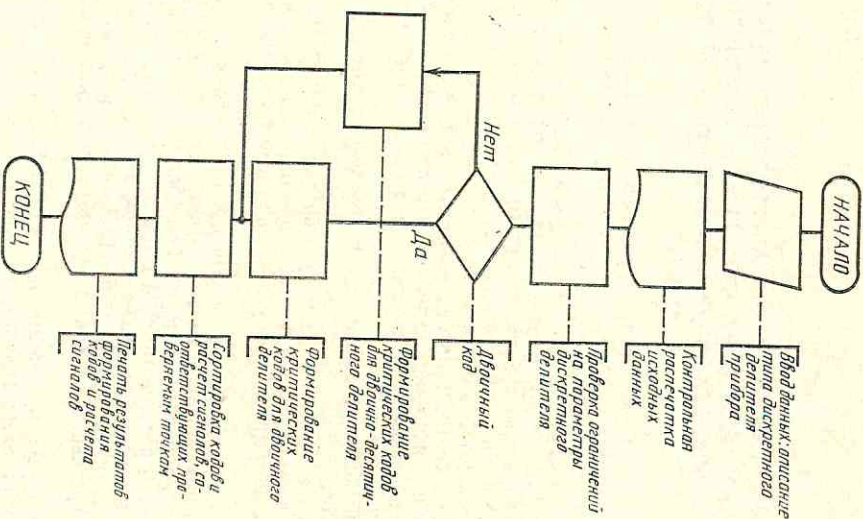 НАЧАЛО
Ввод данных: описание
типа дискретного
делителя
прибора
Контрольная
распечатка
исходных
данных
Проверка ограничений
на параметры
дискретного
делителя
Двоичный
код
Нет
Да
Формирование
критических кодов
для двоично-десятич-
ного делителя
Формирование
критических
кодов для двоичного
делителя
Сортировка кодов и
расчет сигналов, со-
ответствующих про-
веряемым точкам
Печать результатов
формирования
кодов и расчета
сигналов
КОНЕЦ